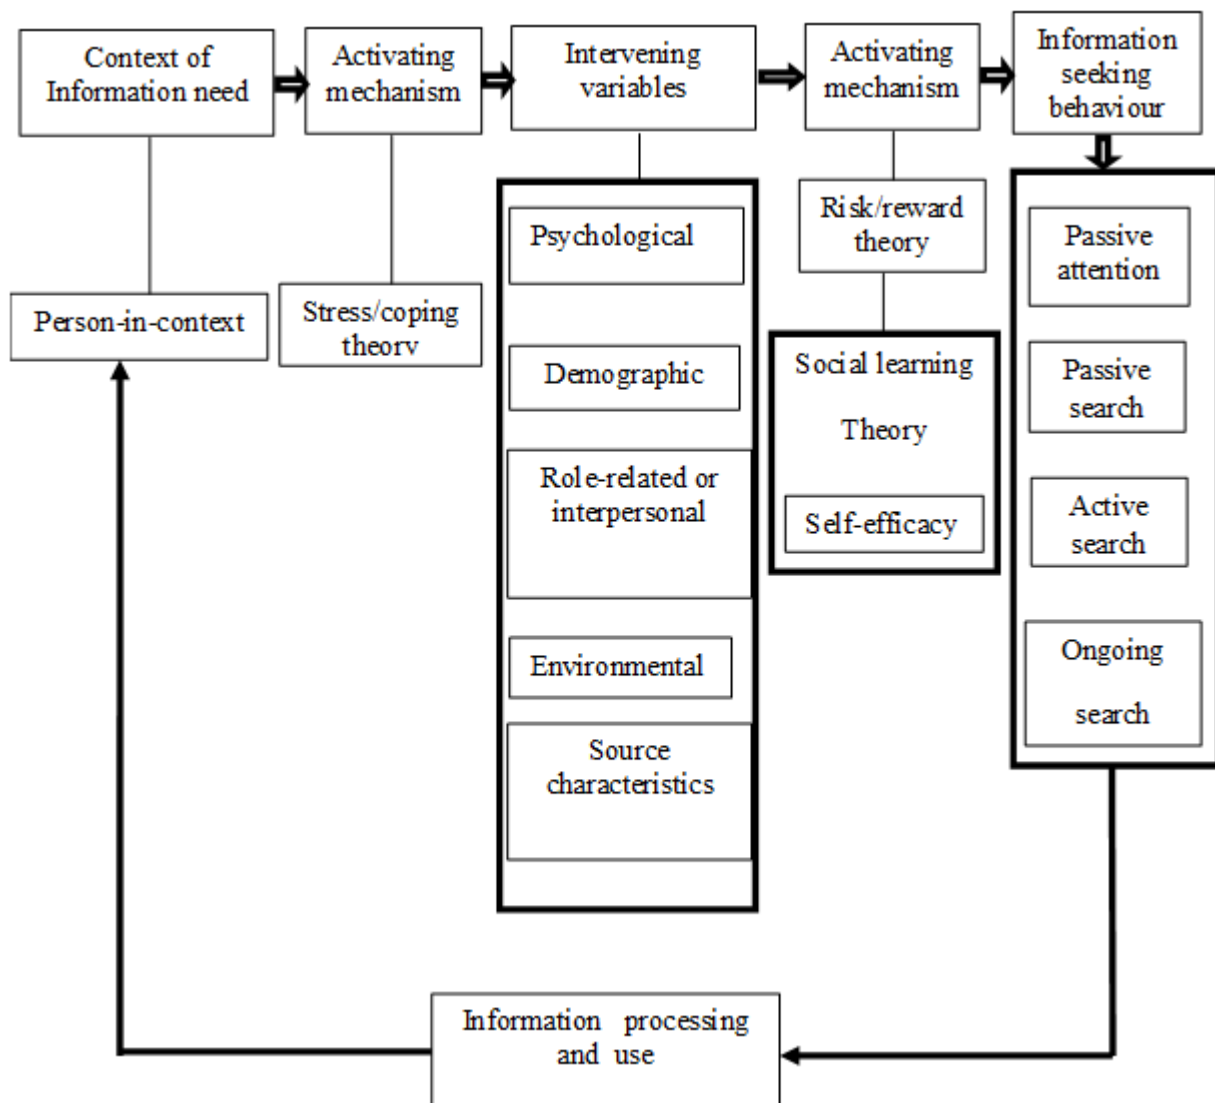 Context of
Information need
Activating
mechanism
Intervening
variables
Activating
mechanism
Information
seeking
behaviour
Person-in-context
Stress/coping
theory
Psychological
Demographic
Role-related or
interpersonal
Environmental
Source
characteristics
Risk/reward
theory
Social learning
Theory
Self-efficacy
Passive
attention
Passive
search
Active
search
Ongoing
search
Information processing
and use